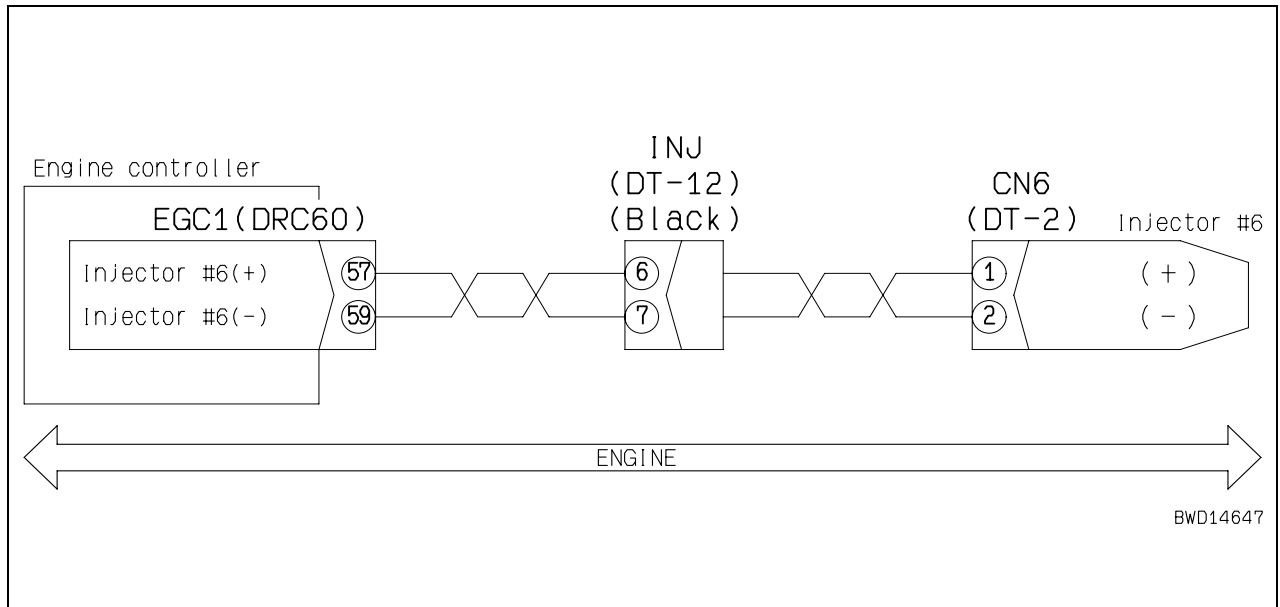 Engine controller
EGC1(DRC60)
Injector #6(+)
57
Injector #6(-)
59
INJ
(DT-12)
(Black)
6
7
CN6
(DT-2)
1
2
Injector #6
(+)
(-)
ENGINE
BWD14647